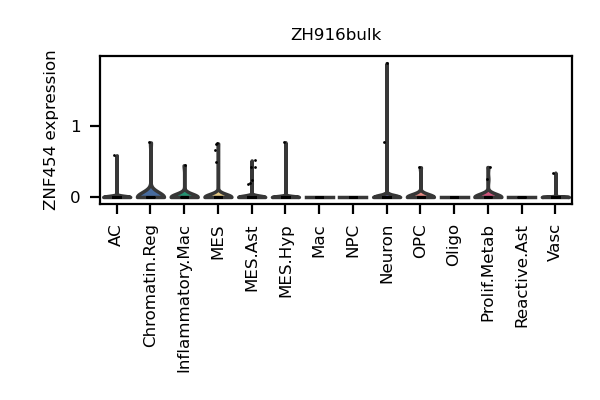 ZH916bulk
ZNF454 expression
1
0
AC
Chromatin.Reg
Inflammatory.Mac
MES
MES.Ast
MES.Hyp
Mac
NPC
Neuron
OPC
Oligo
Prolif.Metab
Reactive.Ast
Vasc